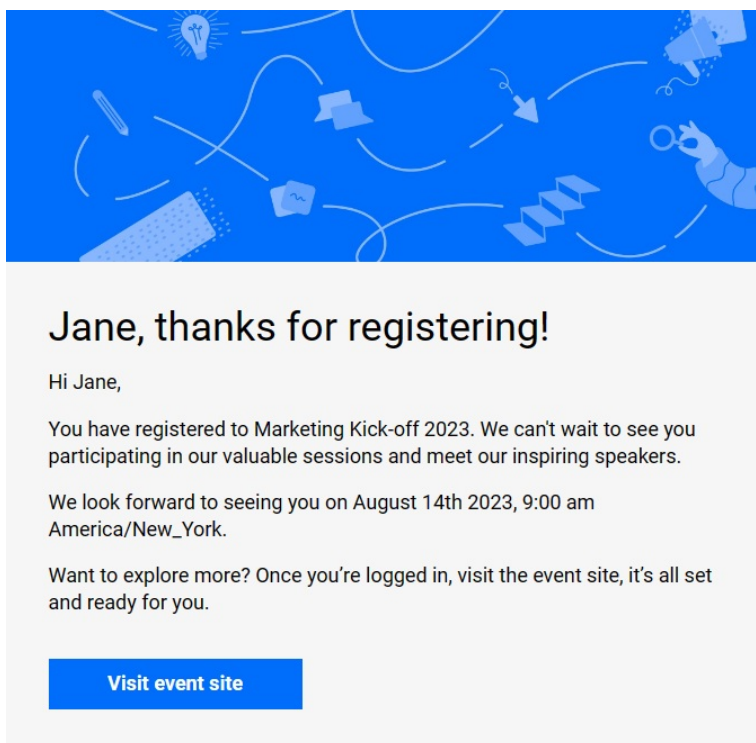 Jane, thanks for registering!
Hi Jane,
You have registered to Marketing Kick-off 2023. We can't wait to see you
participating in our valuable sessions and meet our inspiring speakers.
We look forward to seeing you on August 14th 2023, 9:00 am
America/New_York.
Want to explore more? Once you’re logged in, visit the event site, it’s all set
and ready for you.
Visit event site